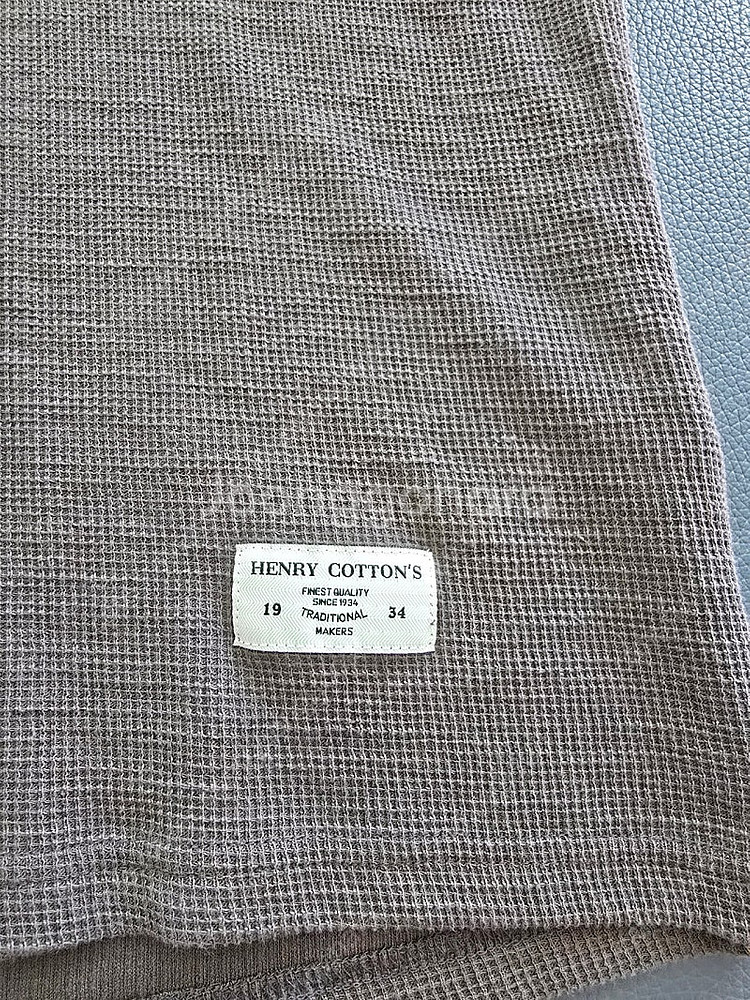 HENRY COTTON'S
FINEST QUALITY
SINCE 1934
19 TRADITIONAL 34
MAKERS